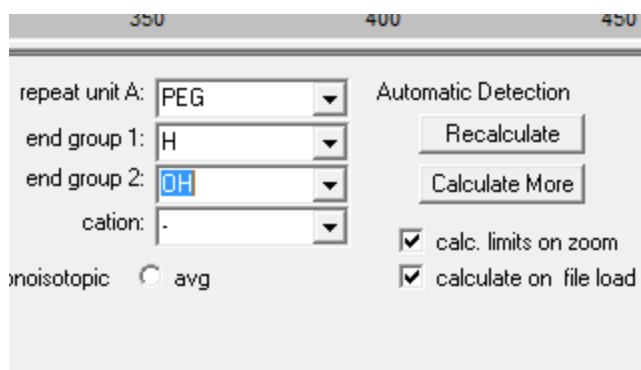 350 400 450
repeat unit A: PEG
end group 1: H
end group 2: OH
cation: -
onoisotopic avg
Automatic Detection
Recalculate
Calculate More
calc. limits on zoom
calculate on file load